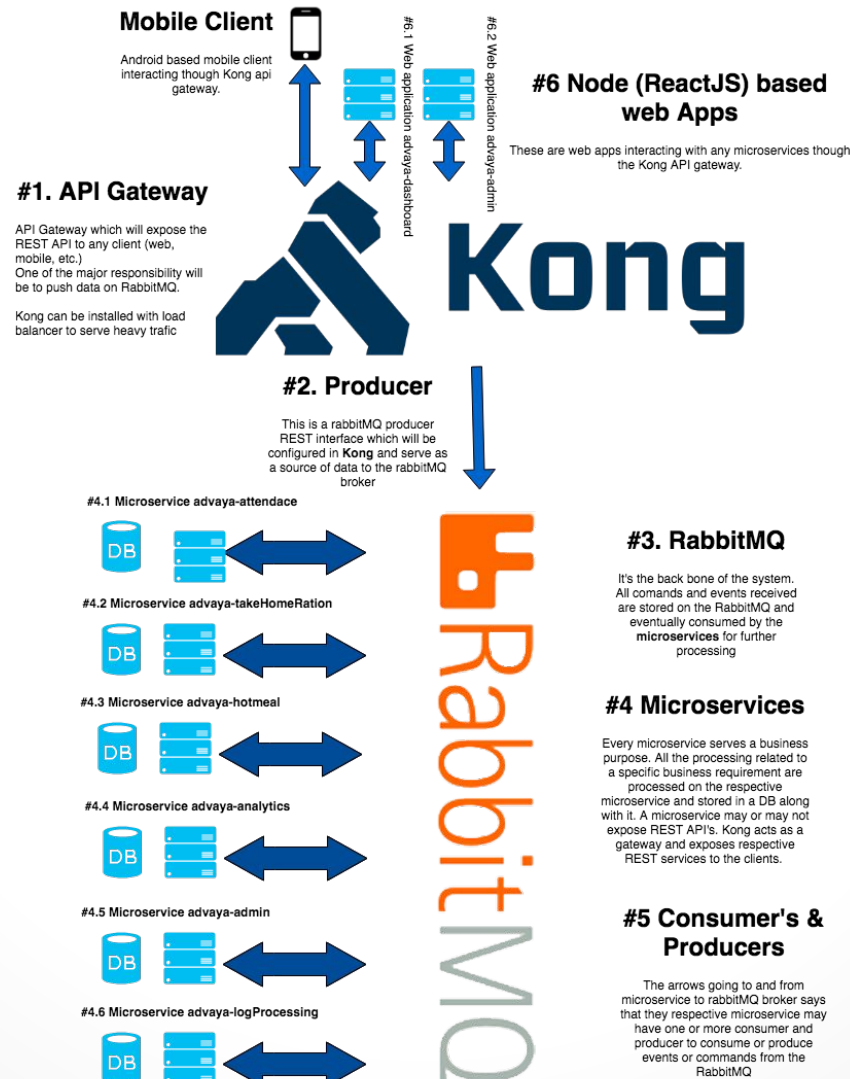 Mobile Client
Android based mobile client
interacting though Kong api
gateway.
#6.1 Web application advaya-dashboard
#6.2 Web application advaya-admin
#6 Node (ReactJS) based
web Apps
These are web apps interacting with any microservices though
the Kong API gateway.
#1. API Gateway
API Gateway which will expose the
REST API to any client (web,
mobile, etc.)
One of the major responsibility will
be to push data on RabbitMQ.
Kong can be installed with load
balancer to serve heavy trafic
Kong
#2. Producer
This is a rabbitMQ producer
REST interface which will be
configured in Kong and serve as
a source of data to the rabbitMQ
broker
#4.1 Microservice advaya-attendace
DB
#4.2 Microservice advaya-takeHomeRation
DB
#4.3 Microservice advaya-hotmeal
DB
#4.4 Microservice advaya-analytics
DB
#4.5 Microservice advaya-admin
DB
#4.6 Microservice advaya-logProcessing
DB
RabbitMQ
#3. RabbitMQ
It's the back bone of the system.
All comands and events received
are stored on the RabbitMQ and
eventually consumed by the
microservices for further
processing
#4 Microservices
Every microservice serves a business
purpose. All the processing related to
a specific business requirement are
processed on the respective
microservice and stored in a DB along
with it. A microservice may or may not
expose REST API's. Kong acts as a
gateway and exposes respective
REST services to the clients.
#5 Consumer's &
Producers
The arrows going to and from
microservice to rabbitMQ broker says
that they respective microservice may
have one or more consumer and
producer to consume or produce
events or commands from the
RabbitMQ